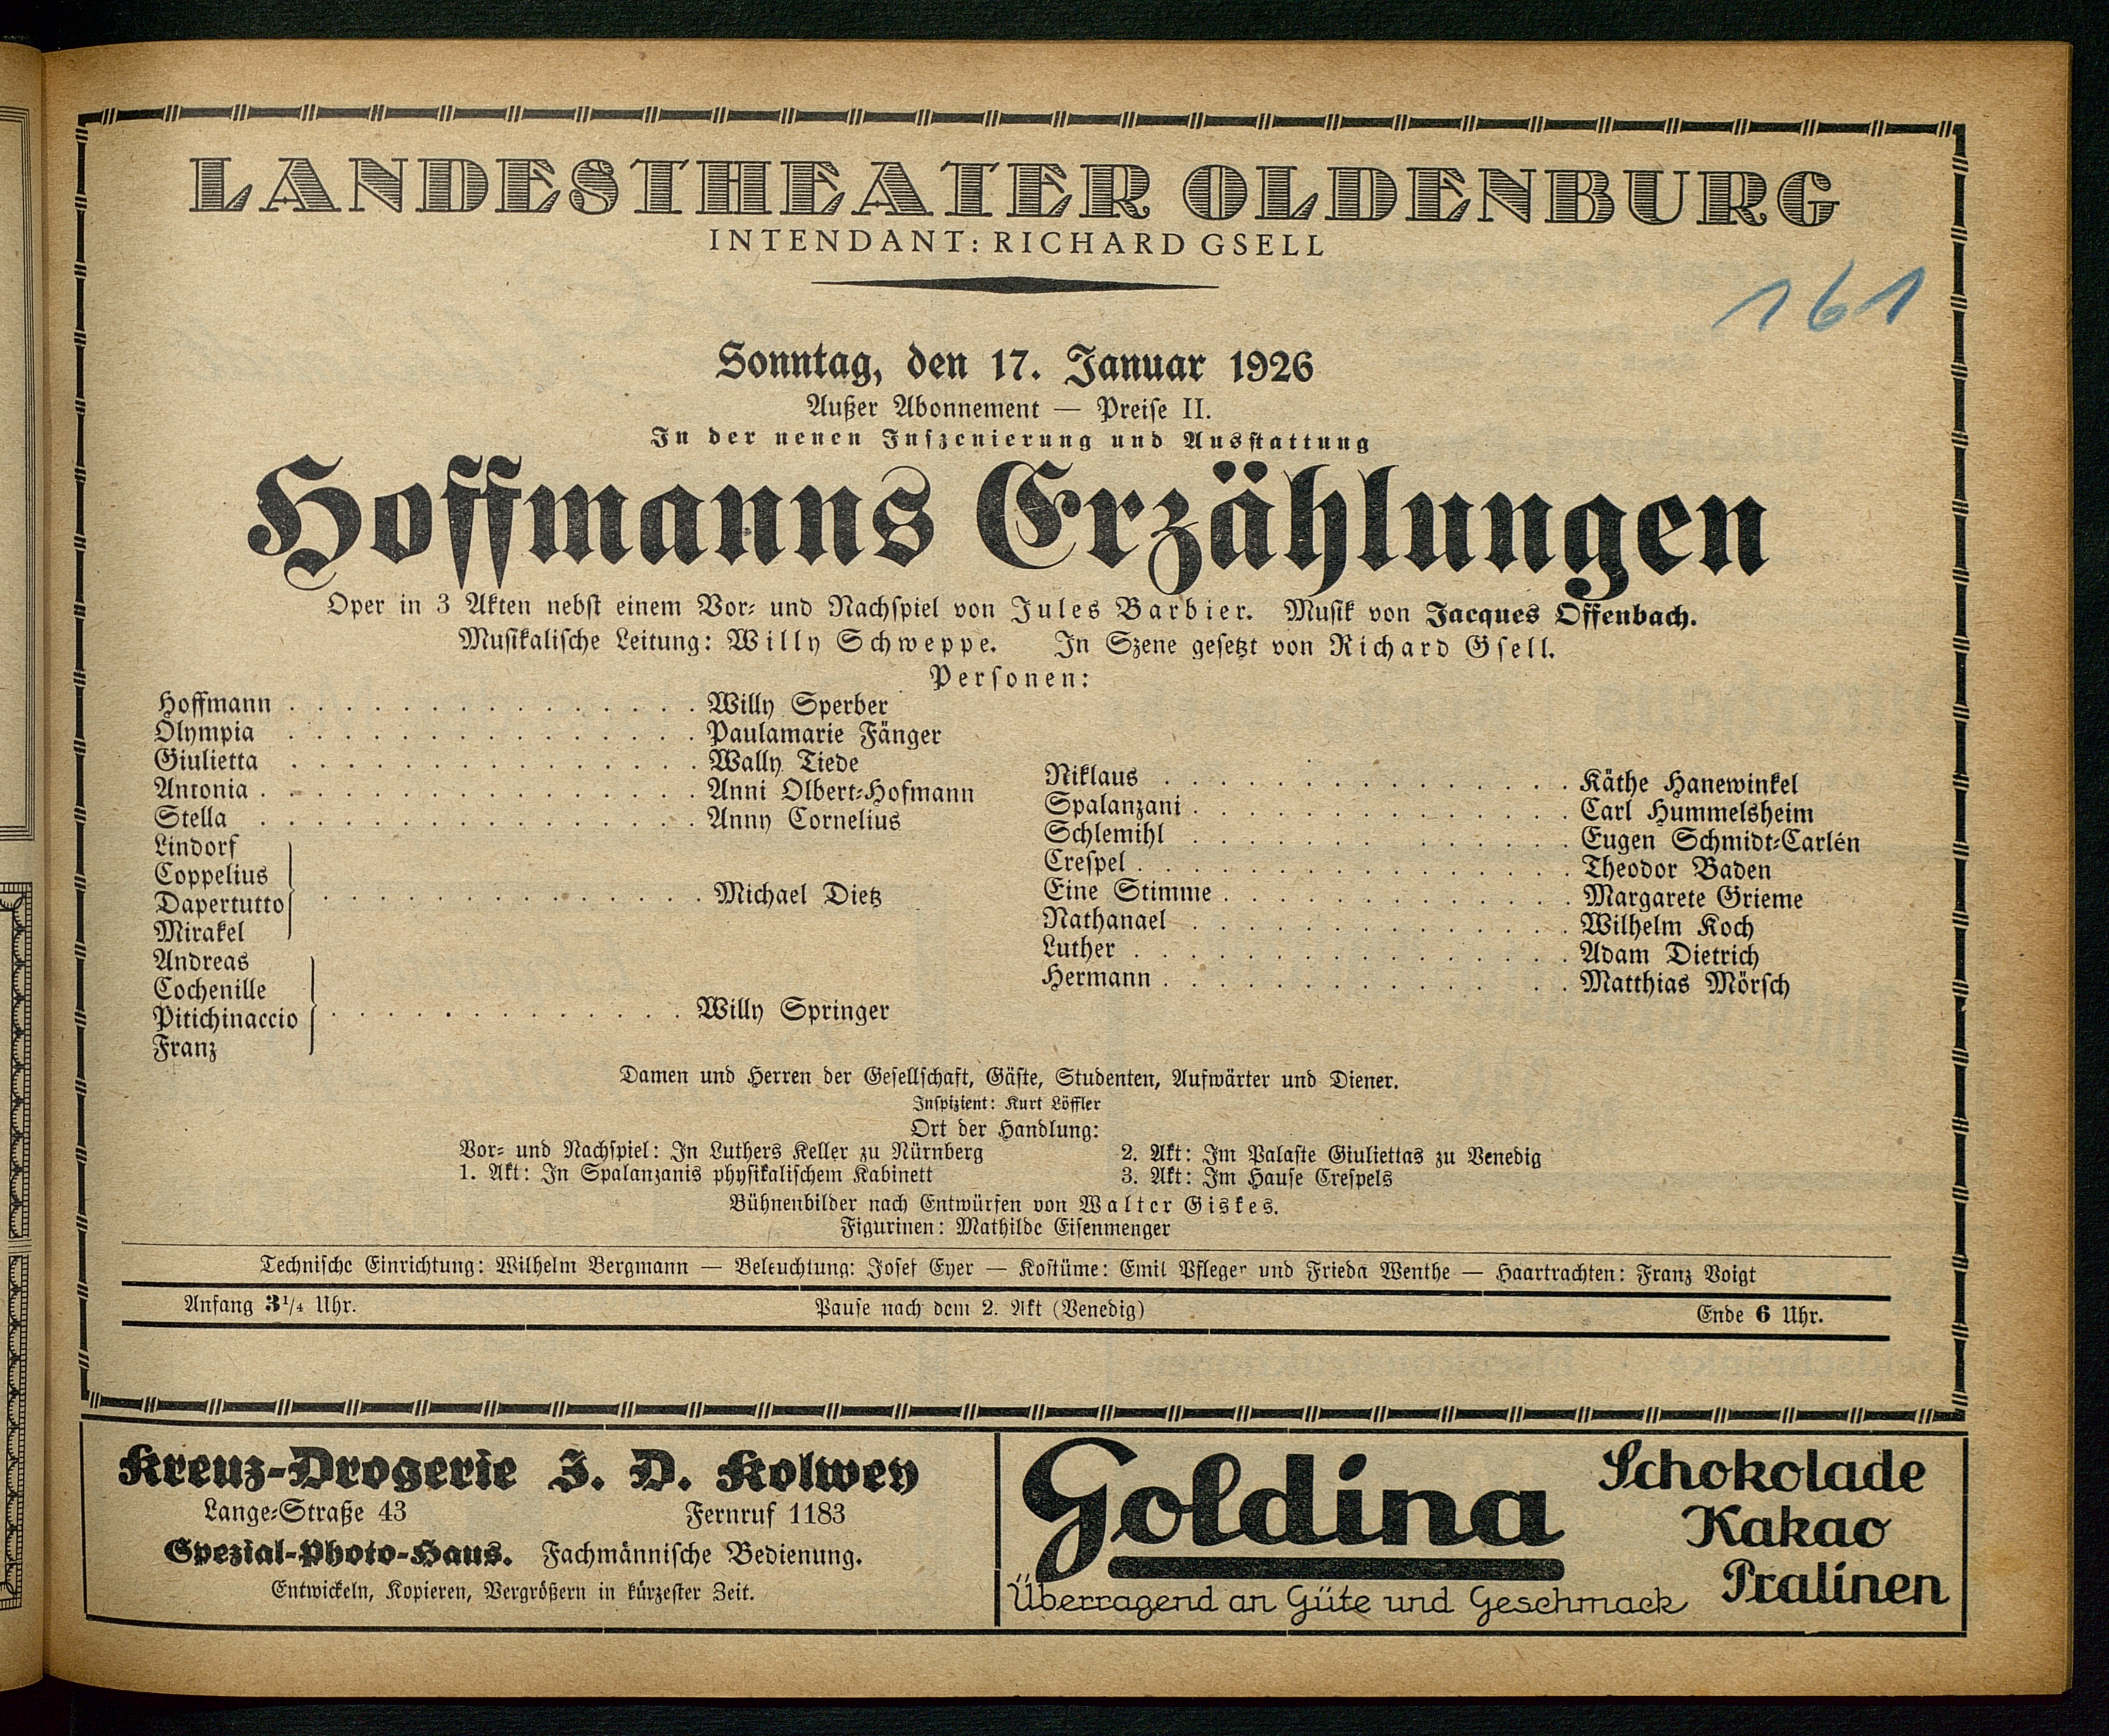 LANDESTHEATER OLDENBURG
INTENDANT: RICHARD GSELL
161
Sonntag, den 17. Januar 1926
Außer Abonnement — Preise II.
In der neuen Inszenierung und Ausstattung
Hoffmanns Erzählungen
Oper in 3 Akten nebst einem Vor- und Nachspiel von Jules Barbier. Musik von Jacques Offenbach.
Musikalische Leitung: Willy Schweppe. In Szene gesetzt von Richard Gsell.
Personen:
Hoffmann . . . . . . . . . . . . . . . Willy Sperber
Olympia . . . . . . . . . . . . . . . Paulamarie Fänger
Giulietta . . . . . . . . . . . . . . . Wally Tiede
Antonia . . . . . . . . . . . . . . . . Anni Olbert-Hofmann
Stella . . . . . . . . . . . . . . . . Anny Cornelius
Lindorf
Coppelius
Dapertutto . . . . . . . . . . . . . . Michael Dietz
Mirakel
Andreas
Cochenille
Pitichinaccio . . . . . . . . . . . . . Willy Springer
Franz
Niklaus . . . . . . . . . . . . . . . Käthe Hanewinkel
Spalanzani . . . . . . . . . . . . . . Carl Hummelsheim
Schlemihl . . . . . . . . . . . . . . Eugen Schmidt-Carlén
Crespel . . . . . . . . . . . . . . . . Theodor Baden
Eine Stimme . . . . . . . . . . . . . Margarete Grieme
Nathanael . . . . . . . . . . . . . . Wilhelm Koch
Luther . . . . . . . . . . . . . . . . Adam Dietrich
Hermann . . . . . . . . . . . . . . . Matthias Mörsch
Damen und Herren der Gesellschaft, Gäste, Studenten, Aufwärter und Diener.
Inspizient: Kurt Löffler
Ort der Handlung:
Vor- und Nachspiel: In Luthers Keller zu Nürnberg
1. Akt: In Spalanzanis physikalischem Kabinett
2. Akt: Im Palaste Giuliettas zu Venedig
3. Akt: Im Hause Crespels
Bühnenbilder nach Entwürfen von Walter Giskes.
Figurinen: Mathilde Eisenmenger
Technische Einrichtung: Wilhelm Bergmann — Beleuchtung: Josef Eyer — Kostüme: Emil Pfleger und Frieda Wenthe — Haartrachten: Franz Voigt
Anfang 3¼ Uhr. Pause nach dem 2. Akt (Venedig) Ende 6 Uhr.
Kreuz-Drogerie J. D. Kolwey
Lange-Straße 43 Fernruf 1183
Spezial-Photo-Haus. Fachmännische Bedienung.
Entwickeln, Kopieren, Vergrößern in kürzester Zeit.
Goldina
Schokolade
Kakao
Pralinen
Überragend an Güte und Geschmack